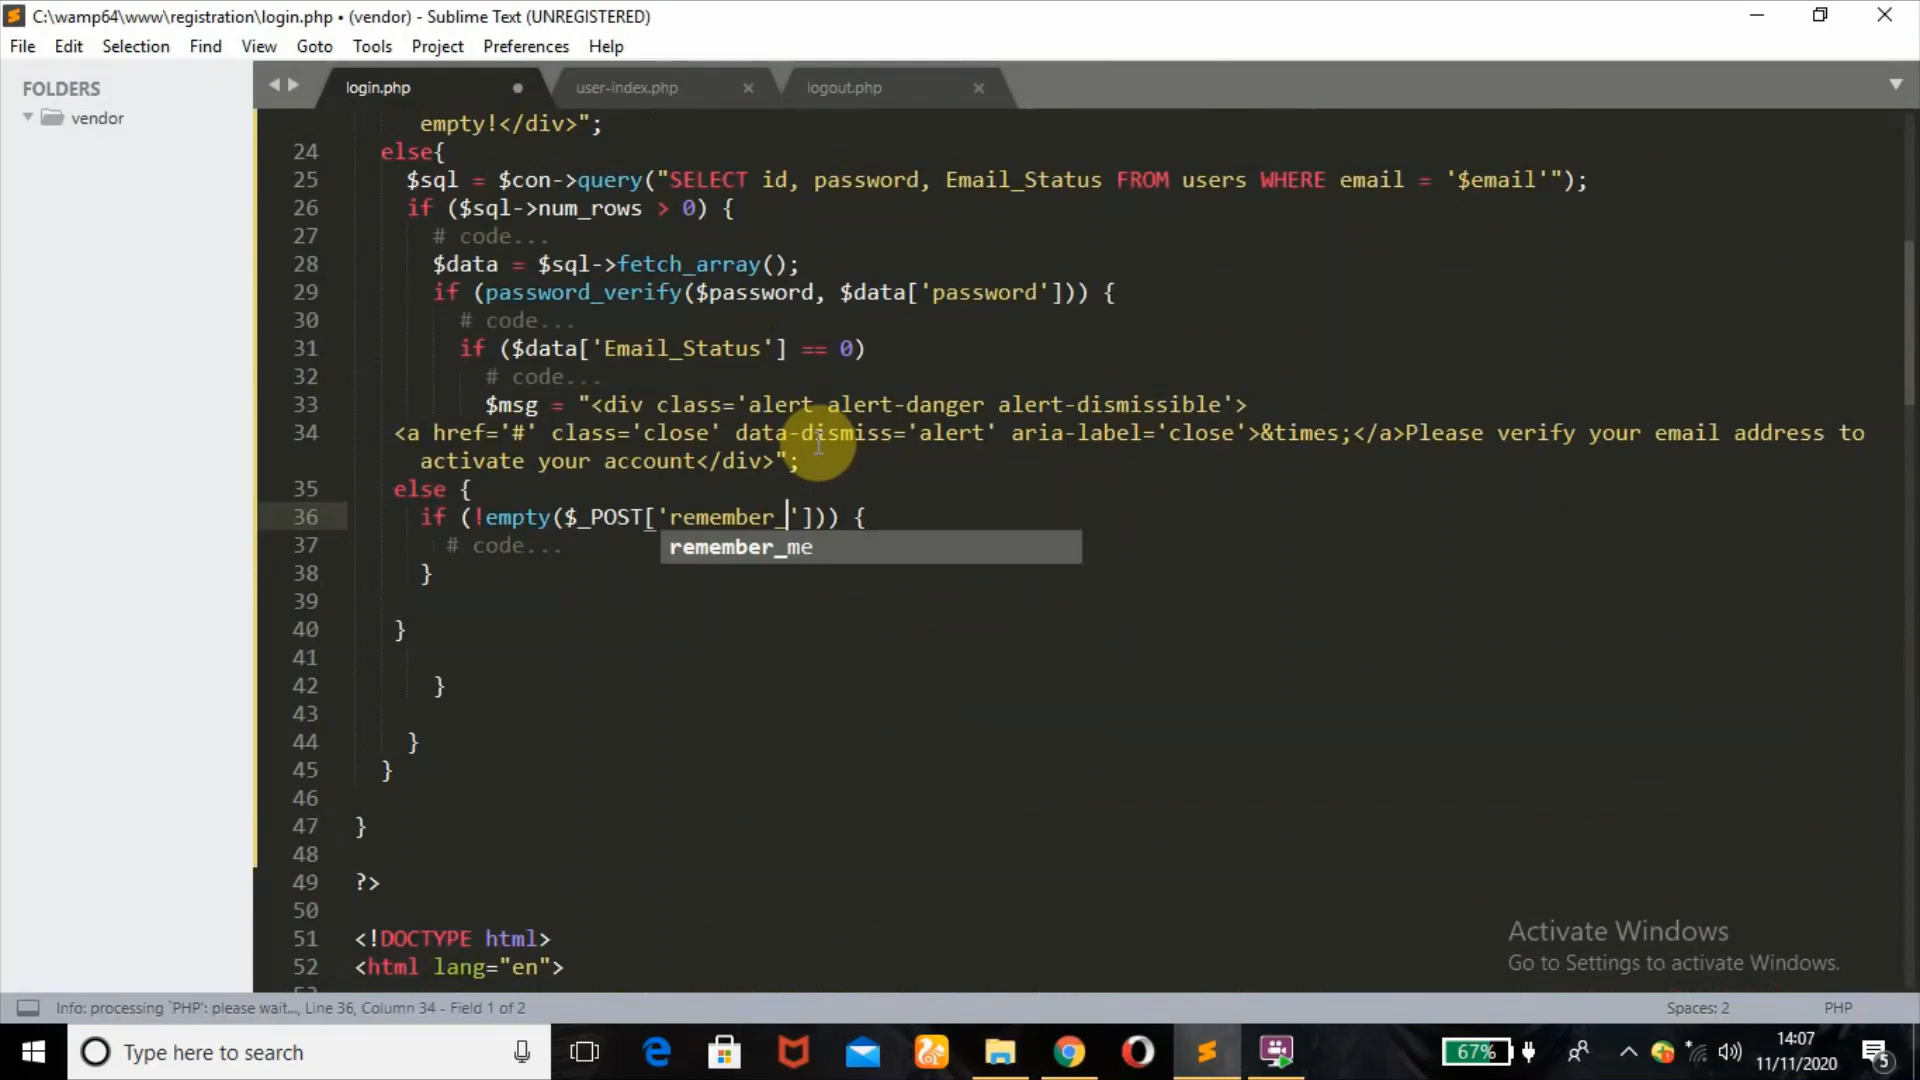 C:\wamp64\www\registration\login.php • (vendor) - Sublime Text (UNREGISTERED)
File Edit Selection Find View Goto Tools Project Preferences Help
FOLDERS
vendor
login.php user-index.php logout.php
empty!</div>";
24 else{
25 $sql = $con->query("SELECT id, password, Email_Status FROM users WHERE email = '$email'");
26 if ($sql->num_rows > 0) {
27 # code...
28 $data = $sql->fetch_array();
29 if (password_verify($password, $data['password'])) {
30 # code...
31 if ($data['Email_Status'] == 0)
32 # code...
33 $msg = "<div class='alert alert-danger alert-dismissible'>
34 <a href='#' class='close' data-dismiss='alert' aria-label='close'>&times;</a>Please verify your email address to
activate your account</div>";
35 else {
36 if (!empty($_POST['remember_'])) {
37 # code...
remember_me
38 }
39
40 }
41
42 }
43
44 }
45 }
46
47 }
48
49 ?>
50
51 <!DOCTYPE html>
52 <html lang="en">
Activate Windows
Go to Settings to activate Windows.
Info: processing `PHP': please wait..., Line 36, Column 34 - Field 1 of 2 Spaces: 2 PHP
Type here to search
67%
14:07
11/11/2020
5